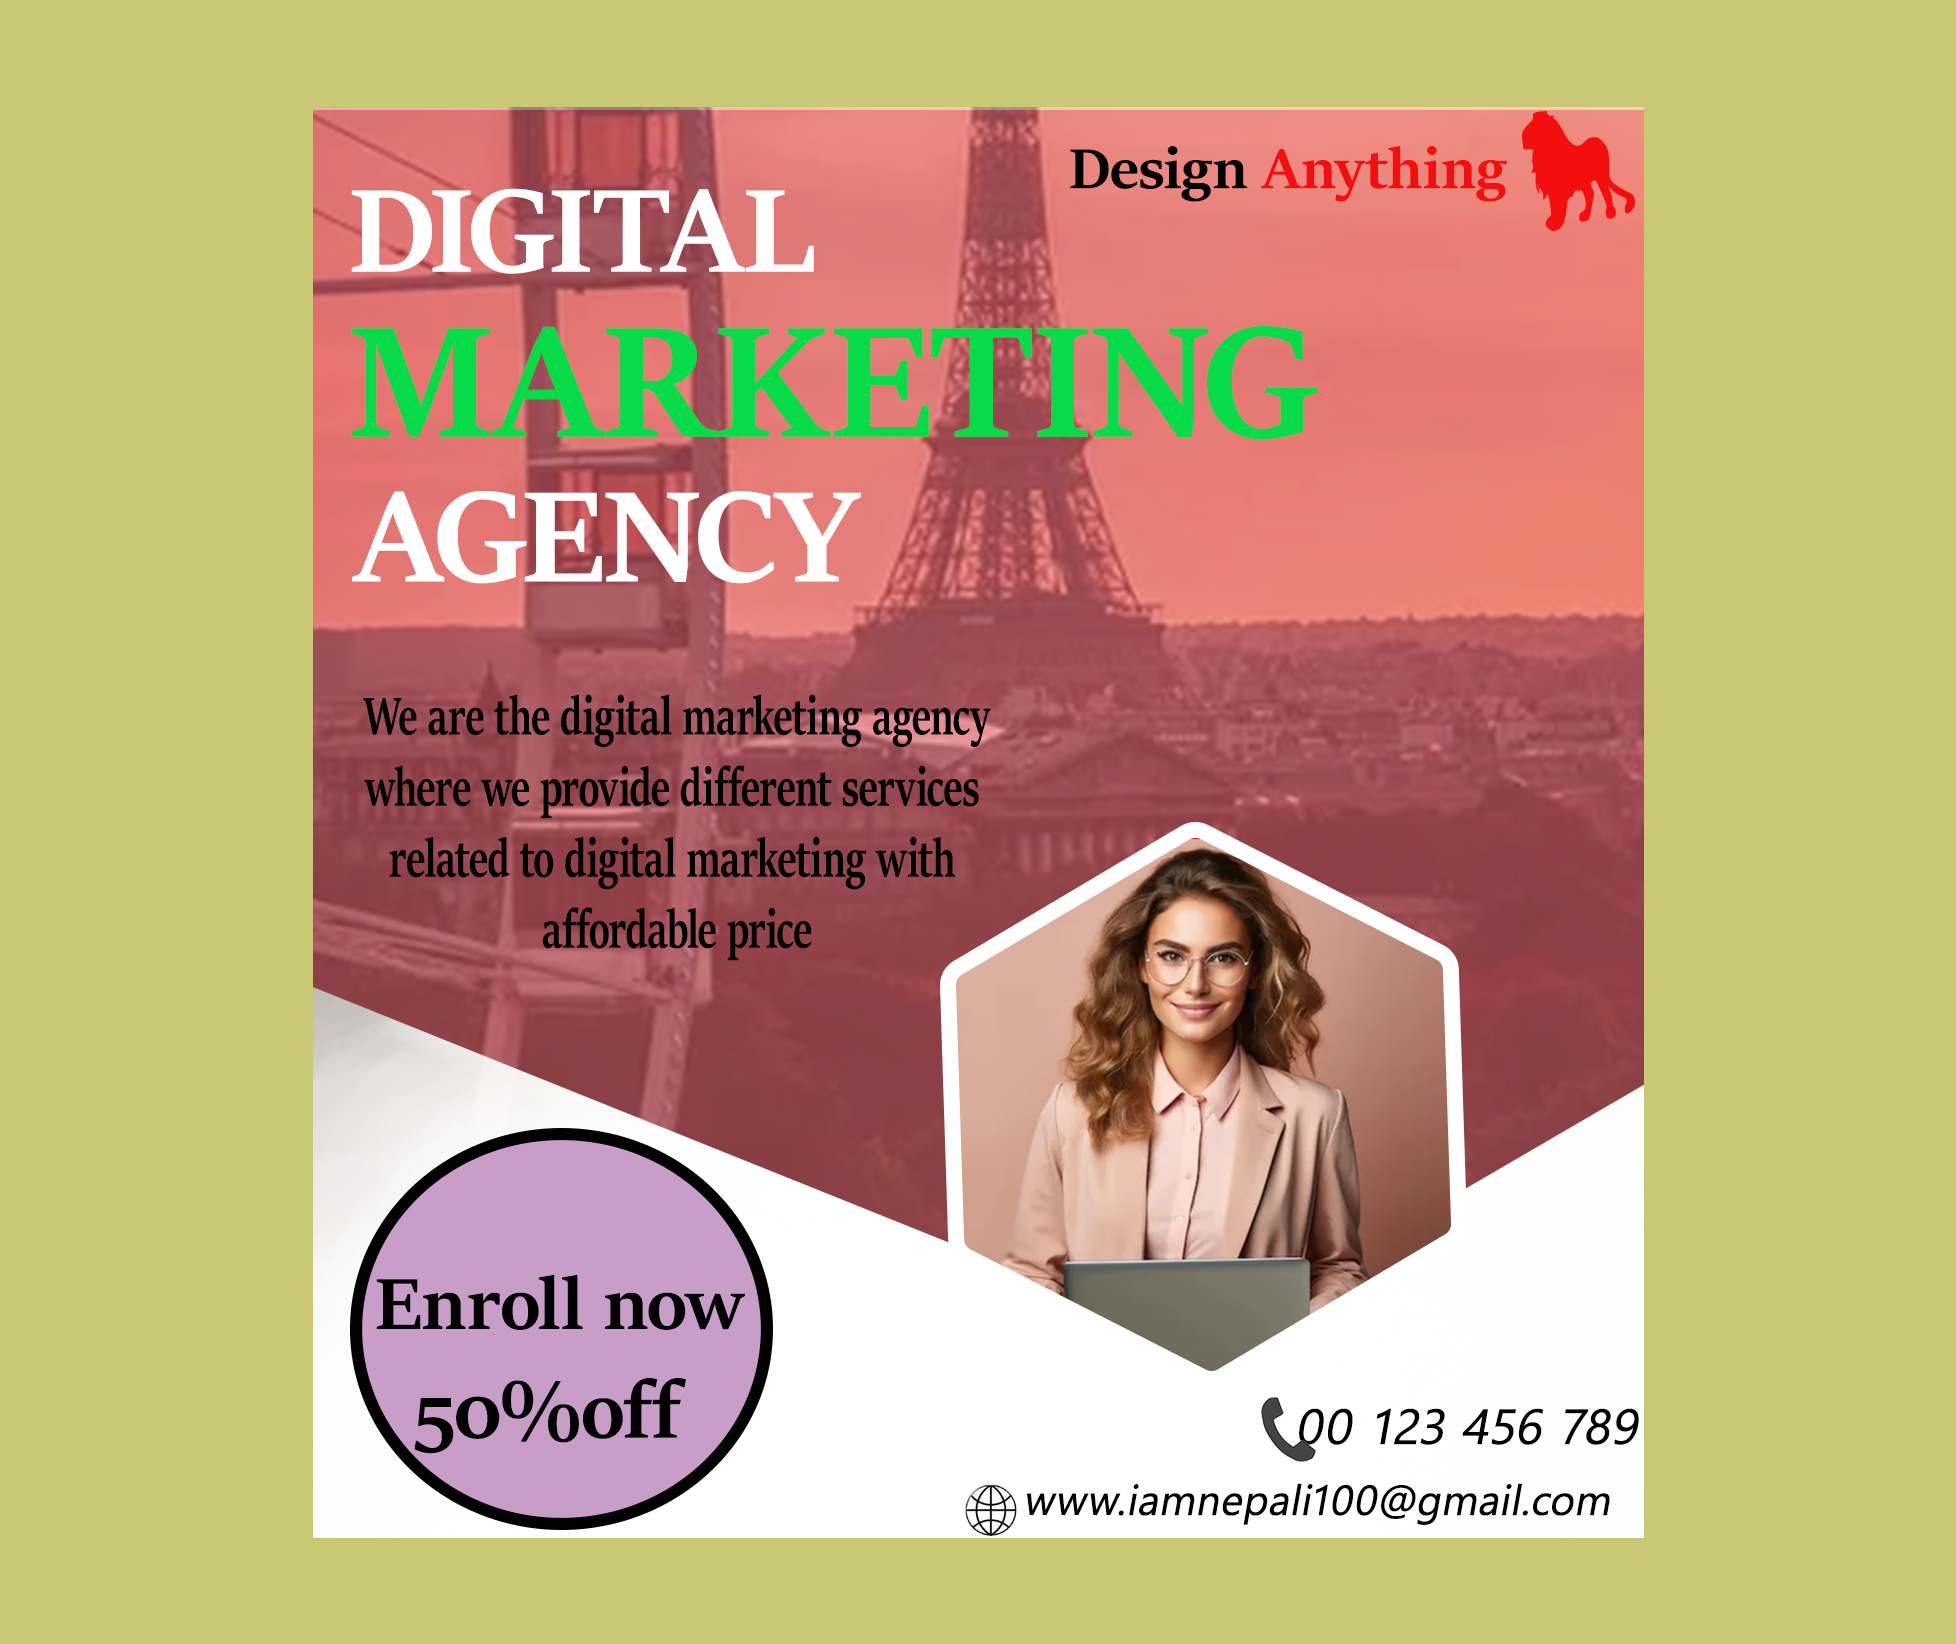 Design Anything
DIGITAL
MARKETING
AGENCY
We are the digital marketing agency
where we provide different services
related to digital marketing with
affordable price
Enroll now
50%off
00 123 456 789
www.iamnepali100@gmail.com